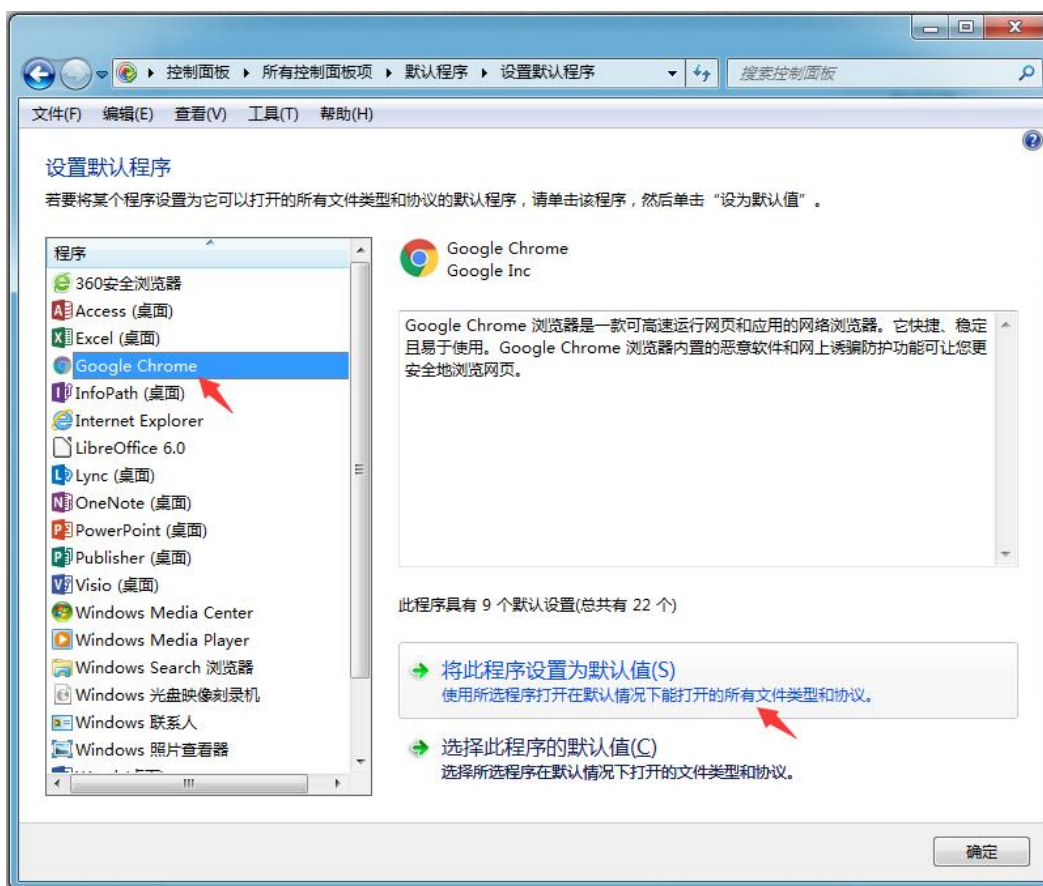 控制面板 ▸ 所有控制面板项 ▸ 默认程序 ▸ 设置默认程序
搜索控制面板
文件(F) 编辑(E) 查看(V) 工具(T) 帮助(H)
设置默认程序
若要将某个程序设置为它可以打开的所有文件类型和协议的默认程序，请单击该程序，然后单击“设为默认值”。
程序
360安全浏览器
Access (桌面)
Excel (桌面)
Google Chrome
InfoPath (桌面)
Internet Explorer
LibreOffice 6.0
Lync (桌面)
OneNote (桌面)
PowerPoint (桌面)
Publisher (桌面)
Visio (桌面)
Windows Media Center
Windows Media Player
Windows Search 浏览器
Windows 光盘映像刻录机
Windows 联系人
Windows 照片查看器
Google Chrome
Google Inc
Google Chrome 浏览器是一款可高速运行网页和应用的网络浏览器。它快捷、稳定
且易于使用。Google Chrome 浏览器内置的恶意软件和网上诱骗防护功能可让您更
安全地浏览网页。
此程序具有 9 个默认设置(总共有 22 个)
将此程序设置为默认值(S)
使用所选程序打开在默认情况下能打开的所有文件类型和协议。
选择此程序的默认值(C)
选择所选程序在默认情况下打开的文件类型和协议。
确定